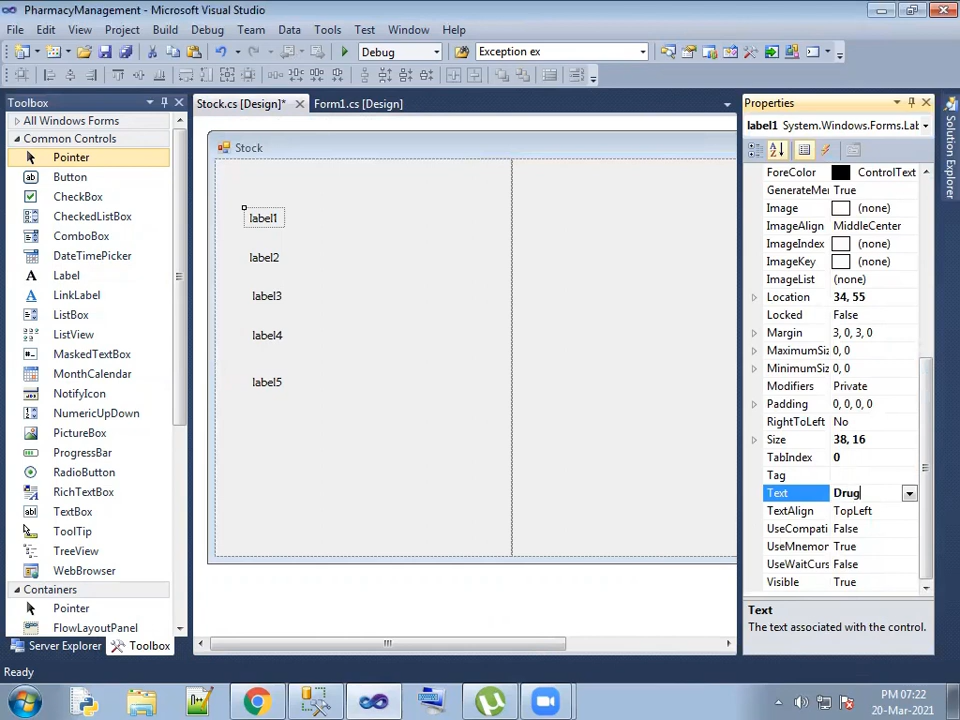 PharmacyManagement - Microsoft Visual Studio
File Edit View Project Build Debug Team Data Tools Test Window Help
Debug Exception ex
Toolbox
All Windows Forms
Common Controls
Pointer
Button
CheckBox
CheckedListBox
ComboBox
DateTimePicker
Label
LinkLabel
ListBox
ListView
MaskedTextBox
MonthCalendar
NotifyIcon
NumericUpDown
PictureBox
ProgressBar
RadioButton
RichTextBox
TextBox
ToolTip
TreeView
WebBrowser
Containers
Pointer
FlowLayoutPanel
Server Explorer Toolbox
Stock.cs [Design]* Form1.cs [Design]
Stock
label1
label2
label3
label4
label5
Properties
label1 System.Windows.Forms.Lab
ForeColor ControlText
GenerateMe True
Image (none)
ImageAlign MiddleCenter
ImageIndex (none)
ImageKey (none)
ImageList (none)
Location 34, 55
Locked False
Margin 3, 0, 3, 0
MaximumSiz 0, 0
MinimumSiz 0, 0
Modifiers Private
Padding 0, 0, 0, 0
RightToLeft No
Size 38, 16
TabIndex 0
Tag
Text Drug
TextAlign TopLeft
UseCompati False
UseMnemor True
UseWaitCurs False
Visible True
Text
The text associated with the control.
Solution Explorer
Ready
PM 07:22
20-Mar-2021